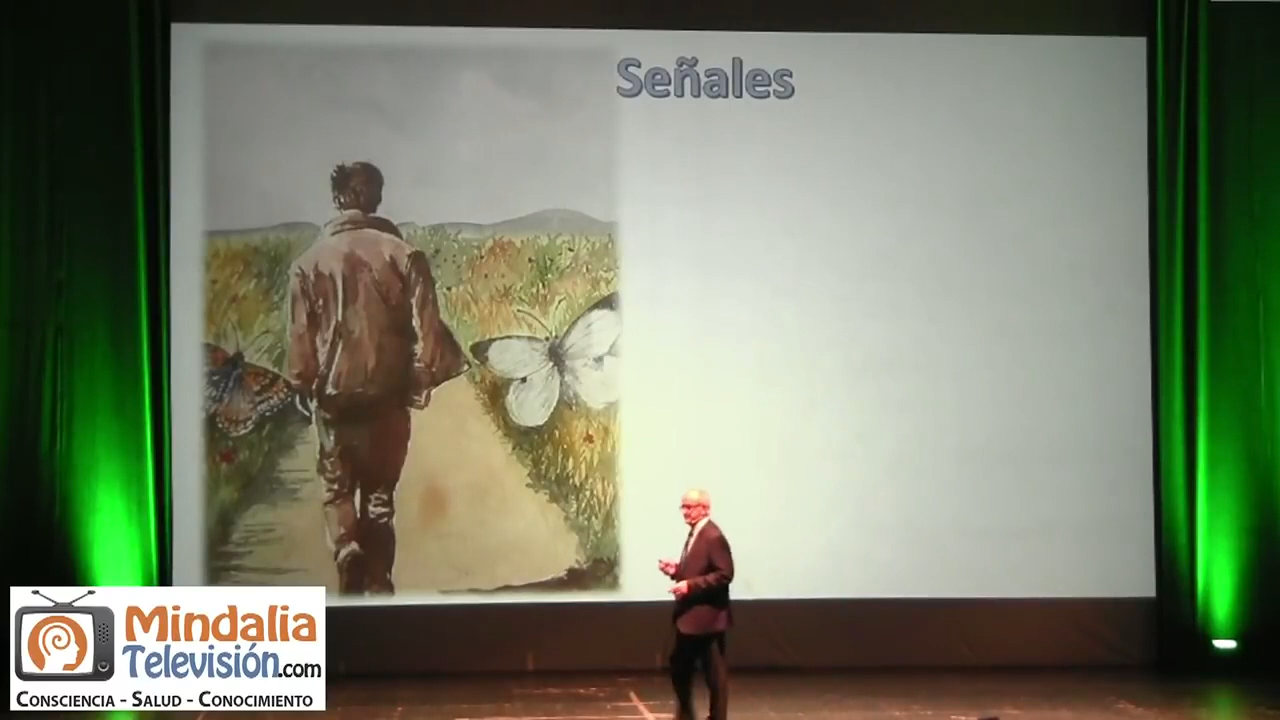 Señales
Mindalia
Televisión.com
Consciencia - Salud - Conocimiento